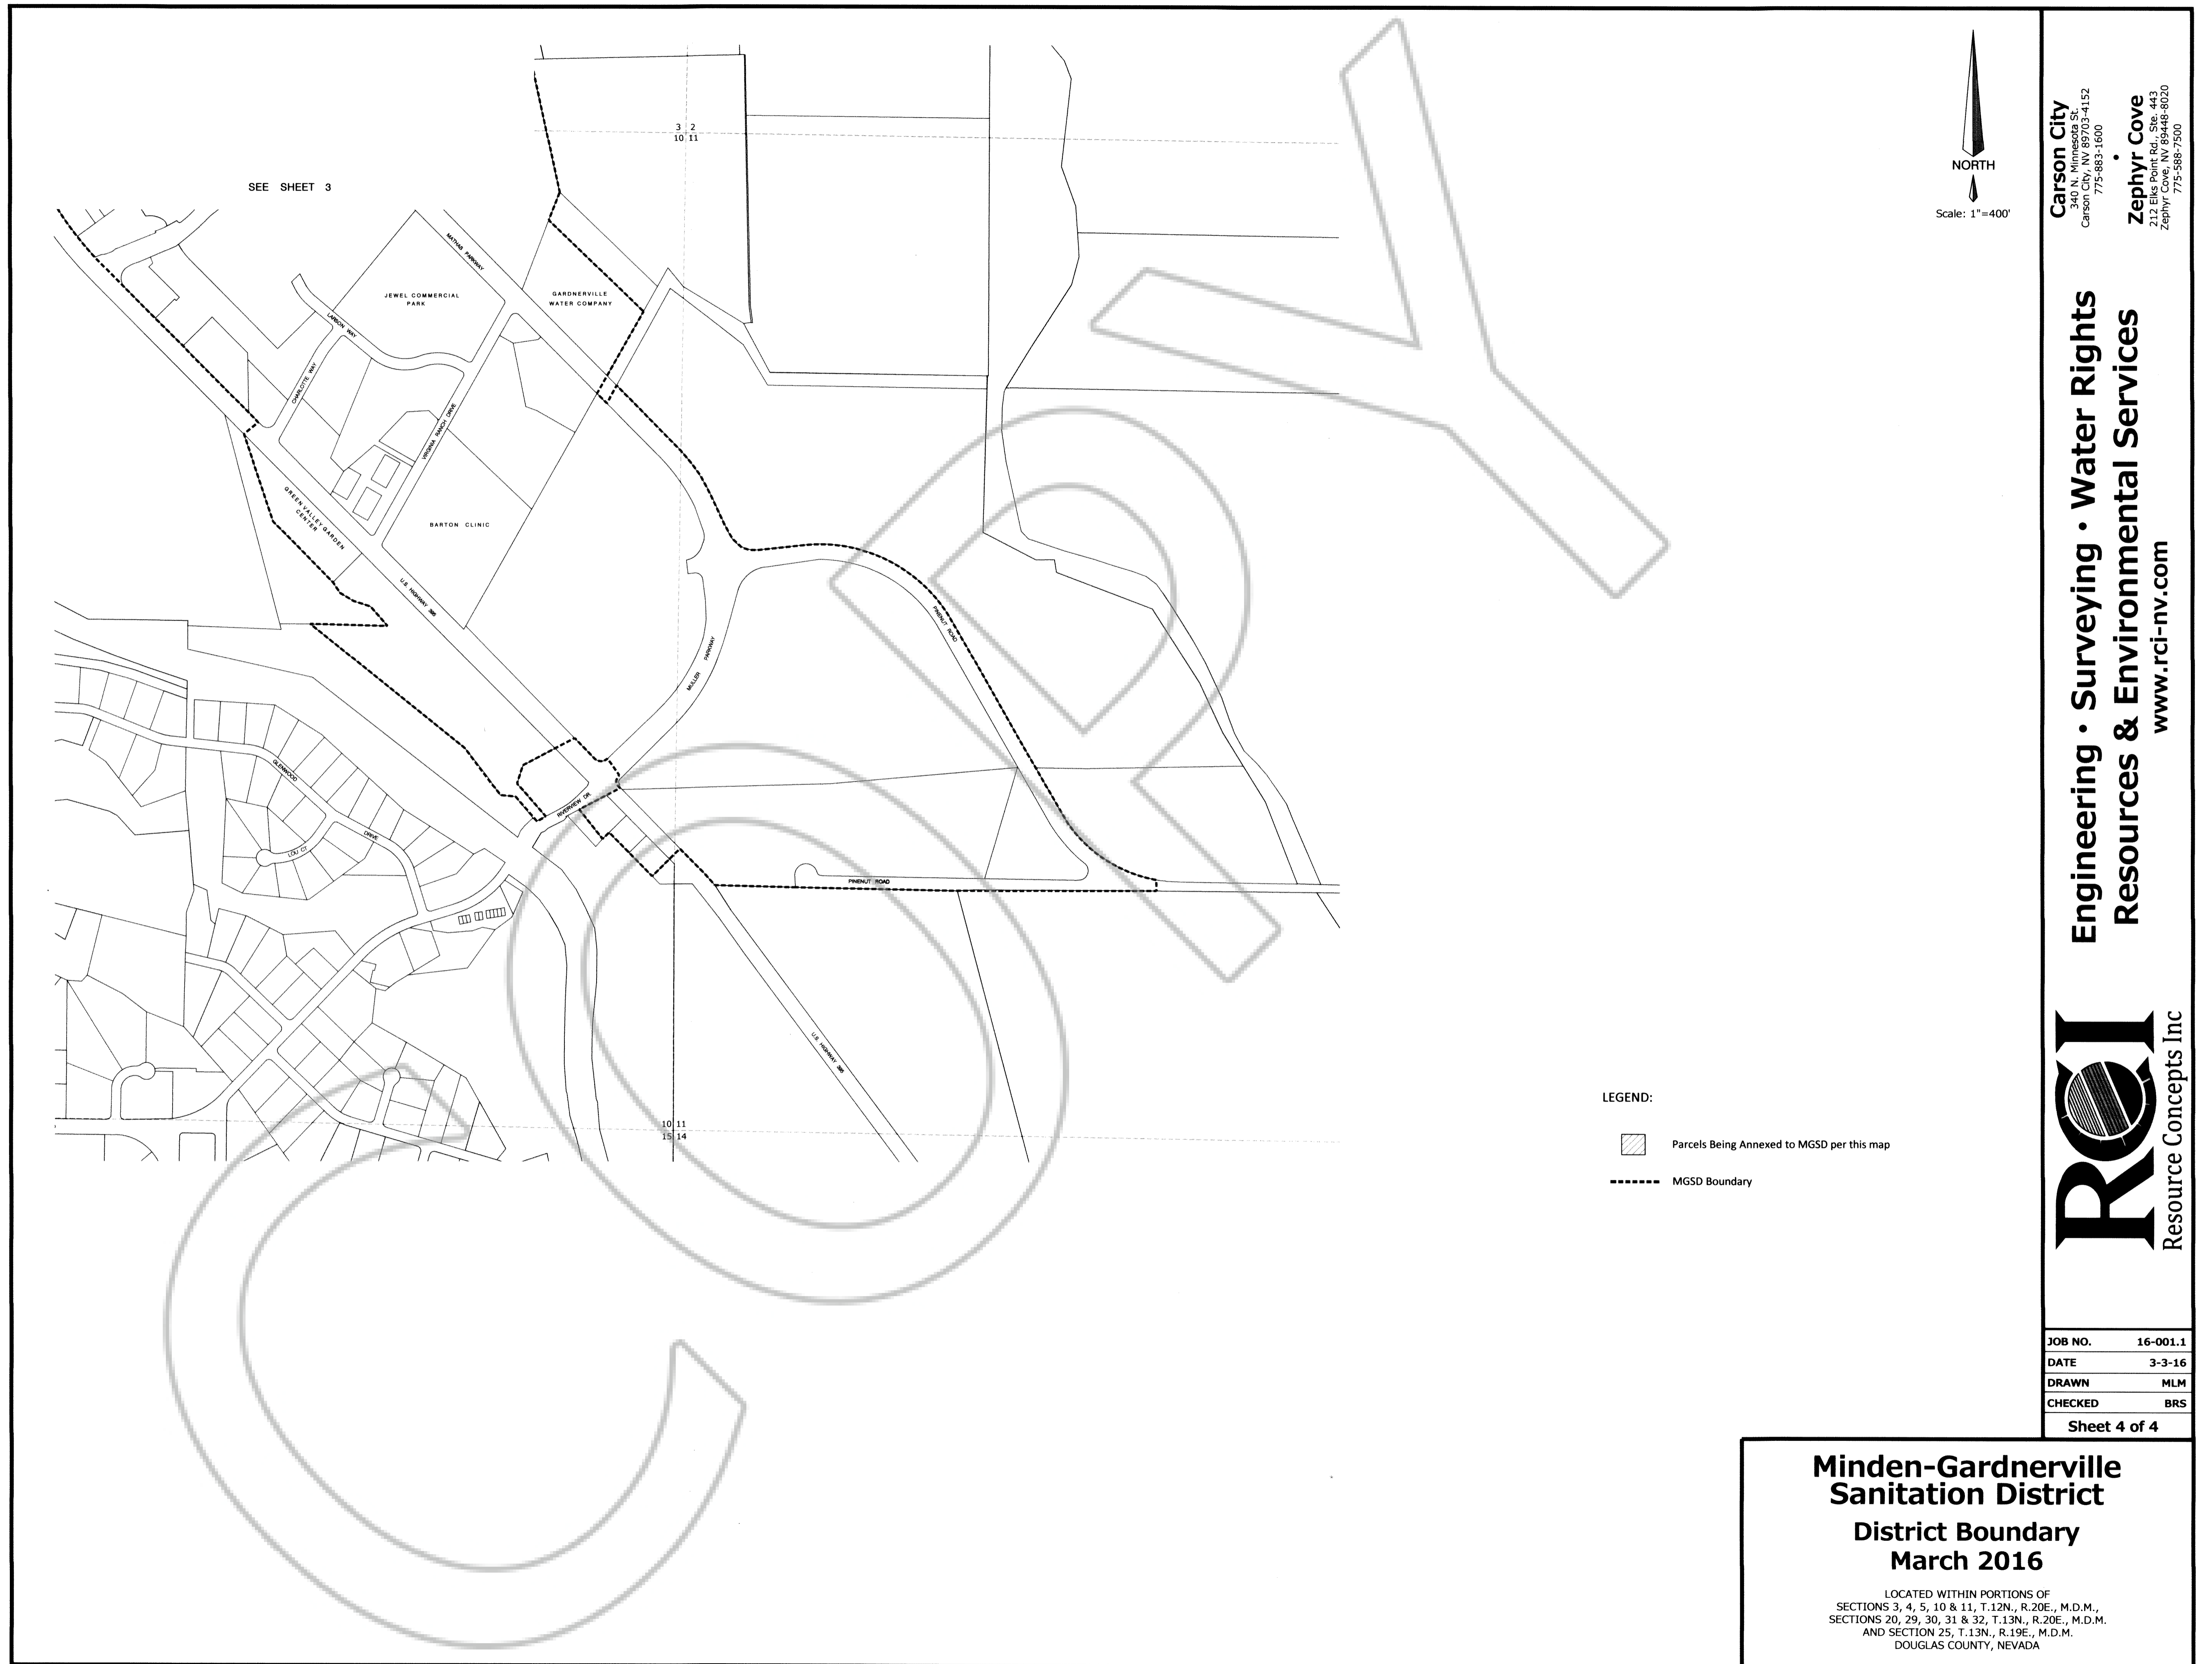 SEE SHEET 3
3 2
10 11
MATHIS PARKWAY
JEWEL COMMERCIAL
PARK
GARDNERVILLE
WATER COMPANY
LARSON WAY
CHARLOTTE WAY
VIRGINIA RANCH DRIVE
GREEN VALLEY GARDEN
CENTER
BARTON CLINIC
U.S. HIGHWAY 395
PINENUT ROAD
MULLER PARKWAY
GLENWOOD
DRIVE
LOU CT
RIVERVIEW DR.
PINENUT ROAD
U.S. HIGHWAY 395
10 11
15 14
COPY
NORTH
Scale: 1"=400'
LEGEND:
Parcels Being Annexed to MGSD per this map
MGSD Boundary
Carson City
340 N. Minnesota St.
Carson City, NV 89703-4152
775-883-1600
•
Zephyr Cove
212 Elks Point Rd., Ste. 443
Zephyr Cove, NV 89448-8020
775-588-7500
Engineering • Surveying • Water Rights
Resources & Environmental Services
www.rci-nv.com
RCI
Resource Concepts Inc
JOB NO. 16-001.1
DATE 3-3-16
DRAWN MLM
CHECKED BRS
Sheet 4 of 4
Minden-Gardnerville
Sanitation District
District Boundary
March 2016
LOCATED WITHIN PORTIONS OF
SECTIONS 3, 4, 5, 10 & 11, T.12N., R.20E., M.D.M.,
SECTIONS 20, 29, 30, 31 & 32, T.13N., R.20E., M.D.M.
AND SECTION 25, T.13N., R.19E., M.D.M.
DOUGLAS COUNTY, NEVADA